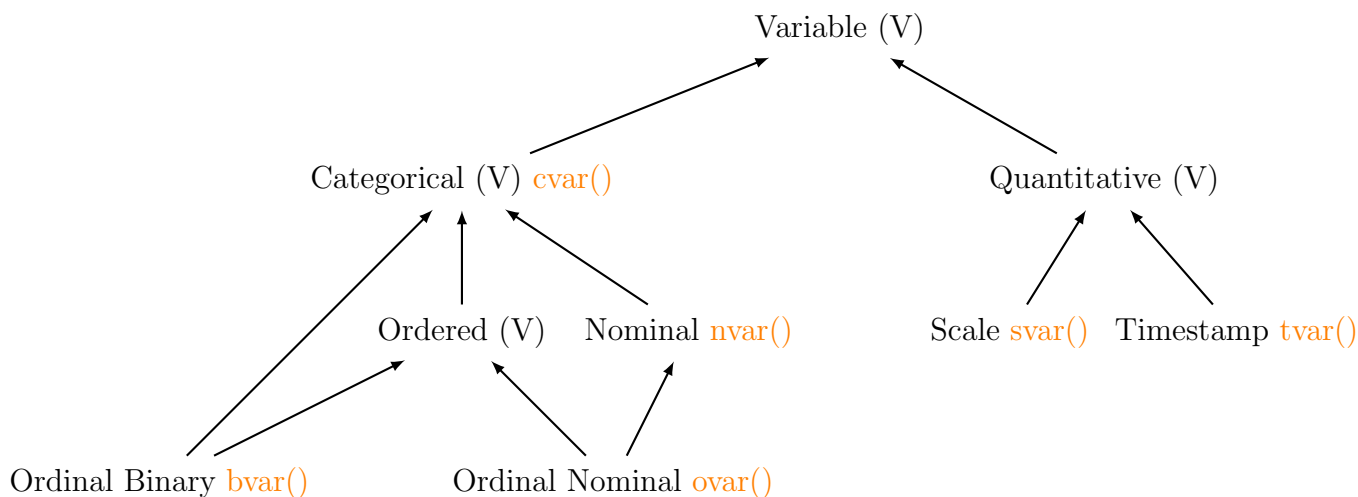 Variable (V)
Categorical (V) cvar()
Quantitative (V)
Ordered (V)
Nominal nvar()
Scale svar()
Timestamp tvar()
Ordinal Binary bvar()
Ordinal Nominal ovar()